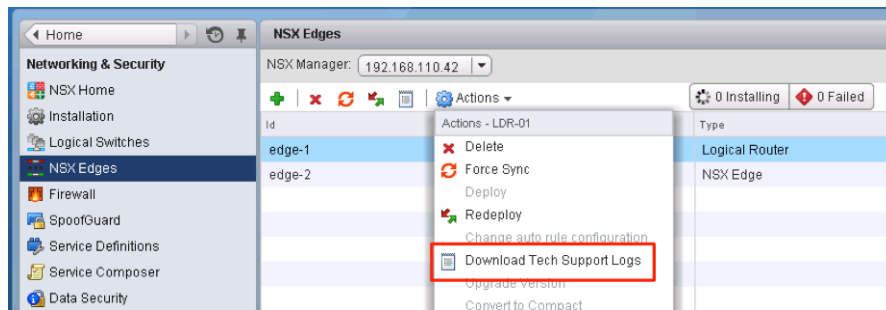 Home
Networking & Security
NSX Home
Installation
Logical Switches
NSX Edges
Firewall
SpoofGuard
Service Definitions
Service Composer
Data Security
NSX Edges
NSX Manager: 192.168.110.42
Actions
0 Installing
0 Failed
Id
Type
edge-1
Logical Router
edge-2
NSX Edge
Actions - LDR-01
Delete
Force Sync
Deploy
Redeploy
Change auto rule configuration
Download Tech Support Logs
Upgrade Version
Convert to Compact